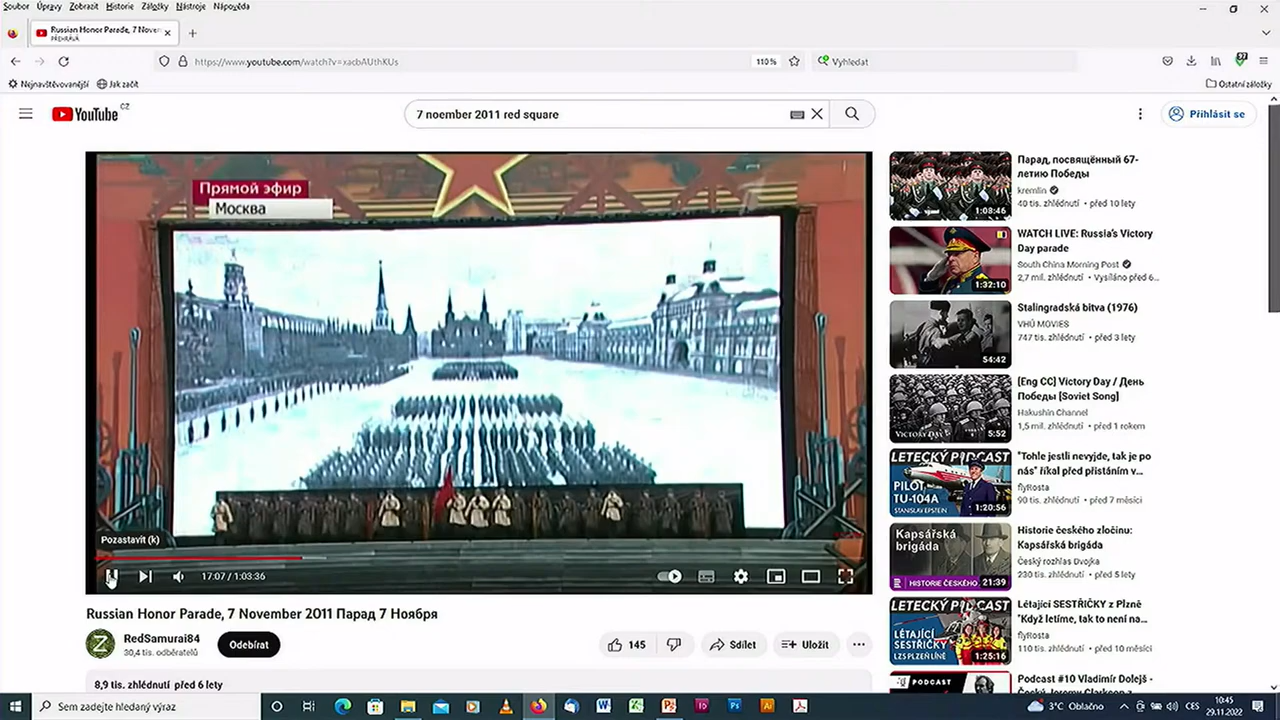 Soubor Úpravy Zobrazit Historie Záložky Nástroje Nápověda
Russian Honor Parade, 7 Novem
PŘEHRÁVÁ
https://www.youtube.com/watch?v=xacbAUthKUs
110 %
Vyhledat
Nejnavštěvovanější
Jak začít
Ostatní záložky
YouTube CZ
7 noember 2011 red square
Přihlásit se
Прямой эфир
Москва
Pozastavit (k)
17:07 / 1:03:36
Russian Honor Parade, 7 November 2011 Парад 7 Ноября
RedSamurai84
30,4 tis. odběratelů
Odebírat
145
Sdílet
Uložit
8,9 tis. zhlédnutí před 6 lety
1:08:46
Парад, посвящённый 67-
летию Победы
kremlin
40 tis. zhlédnutí • před 10 lety
1:32:10
WATCH LIVE: Russia's Victory
Day parade
South China Morning Post
2,7 mil. zhlédnutí • Vysíláno před 6...
54:42
Stalingradská bitva (1976)
VHÚ MOVIES
747 tis. zhlédnutí • před 3 lety
VICTORY DAY
5:52
[Eng CC] Victory Day / День
Победы [Soviet Song]
Hakushin Channel
1,5 mil. zhlédnutí • před 1 rokem
LETECKÝ PODCAST
PILOT
TU-104A
STANISLAV EPSTEIN
1:20:56
"Tohle jestli nevyjde, tak je po
nás" říkal před přistáním v...
flyRosta
90 tis. zhlédnutí • před 7 měsíci
Kapsářská
brigáda
HISTORIE ČESKÉHO
21:39
Historie českého zločinu:
Kapsářská brigáda
Český rozhlas Dvojka
230 tis. zhlédnutí • před 5 lety
LETECKÝ PODCAST
LÉTAJÍCÍ
SESTŘIČKY
LZS PLZEŇ LÍNĚ
1:25:16
Létající SESTŘIČKY z Plzně
"Když letíme, tak to není na...
flyRosta
110 tis. zhlédnutí • před 10 měsíci
PODCAST
Podcast #10 Vladimír Dolejš -
Český Jeremy Clarkson z
Sem zadejte hledaný výraz
3°C Oblačno
CES
10:45
29.11.2022